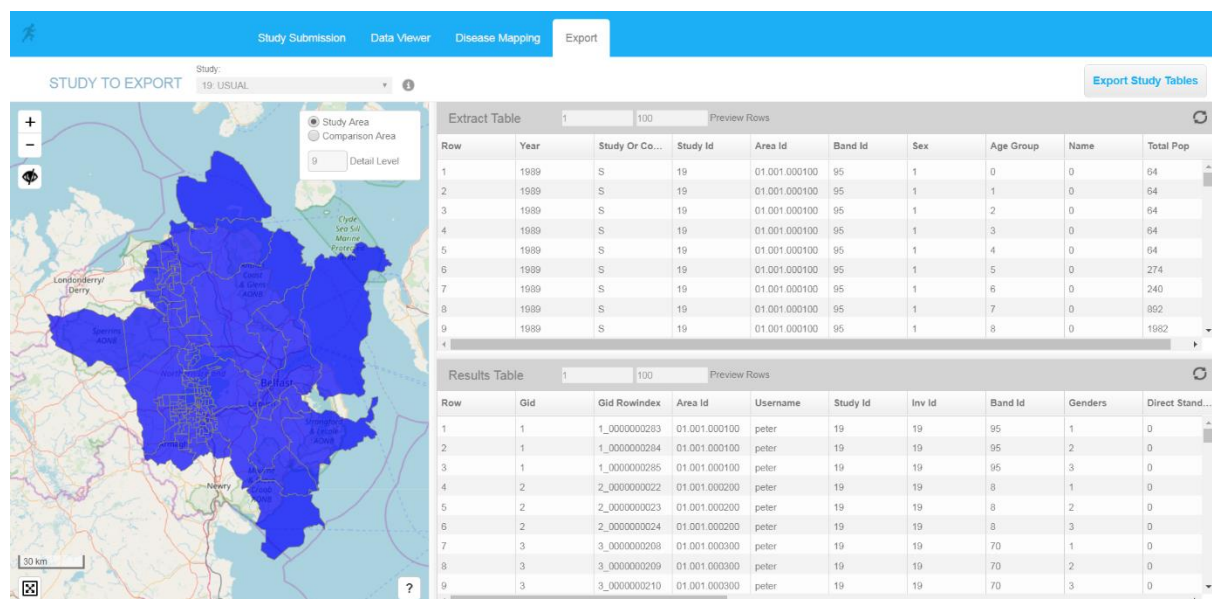 Study Submission Data Viewer Disease Mapping Export
STUDY TO EXPORT Study: 19: USUAL Export Study Tables
+
-
Study Area
Comparison Area
9 Detail Level
Clyde
Sea Sill
Marine
Londonderry/
Derry
Belfast
Newry
30 km
?
Extract Table 1 100 Preview Rows
Row Year Study Or Co... Study Id Area Id Band Id Sex Age Group Name Total Pop
1 1989 S 19 01.001.000100 95 1 0 0 64
2 1989 S 19 01.001.000100 95 1 1 0 64
3 1989 S 19 01.001.000100 95 1 2 0 64
4 1989 S 19 01.001.000100 95 1 3 0 64
5 1989 S 19 01.001.000100 95 1 4 0 64
6 1989 S 19 01.001.000100 95 1 5 0 274
7 1989 S 19 01.001.000100 95 1 6 0 240
8 1989 S 19 01.001.000100 95 1 7 0 892
9 1989 S 19 01.001.000100 95 1 8 0 1982
Results Table 1 100 Preview Rows
Row Gid Gid Rowindex Area Id Username Study Id Inv Id Band Id Genders Direct Stand...
1 1 1_0000000283 01.001.000100 peter 19 19 95 1 0
2 1 1_0000000284 01.001.000100 peter 19 19 95 2 0
3 1 1_0000000285 01.001.000100 peter 19 19 95 3 0
4 2 2_0000000022 01.001.000200 peter 19 19 8 1 0
5 2 2_0000000023 01.001.000200 peter 19 19 8 2 0
6 2 2_0000000024 01.001.000200 peter 19 19 8 3 0
7 3 3_0000000208 01.001.000300 peter 19 19 70 1 0
8 3 3_0000000209 01.001.000300 peter 19 19 70 2 0
9 3 3_0000000210 01.001.000300 peter 19 19 70 3 0